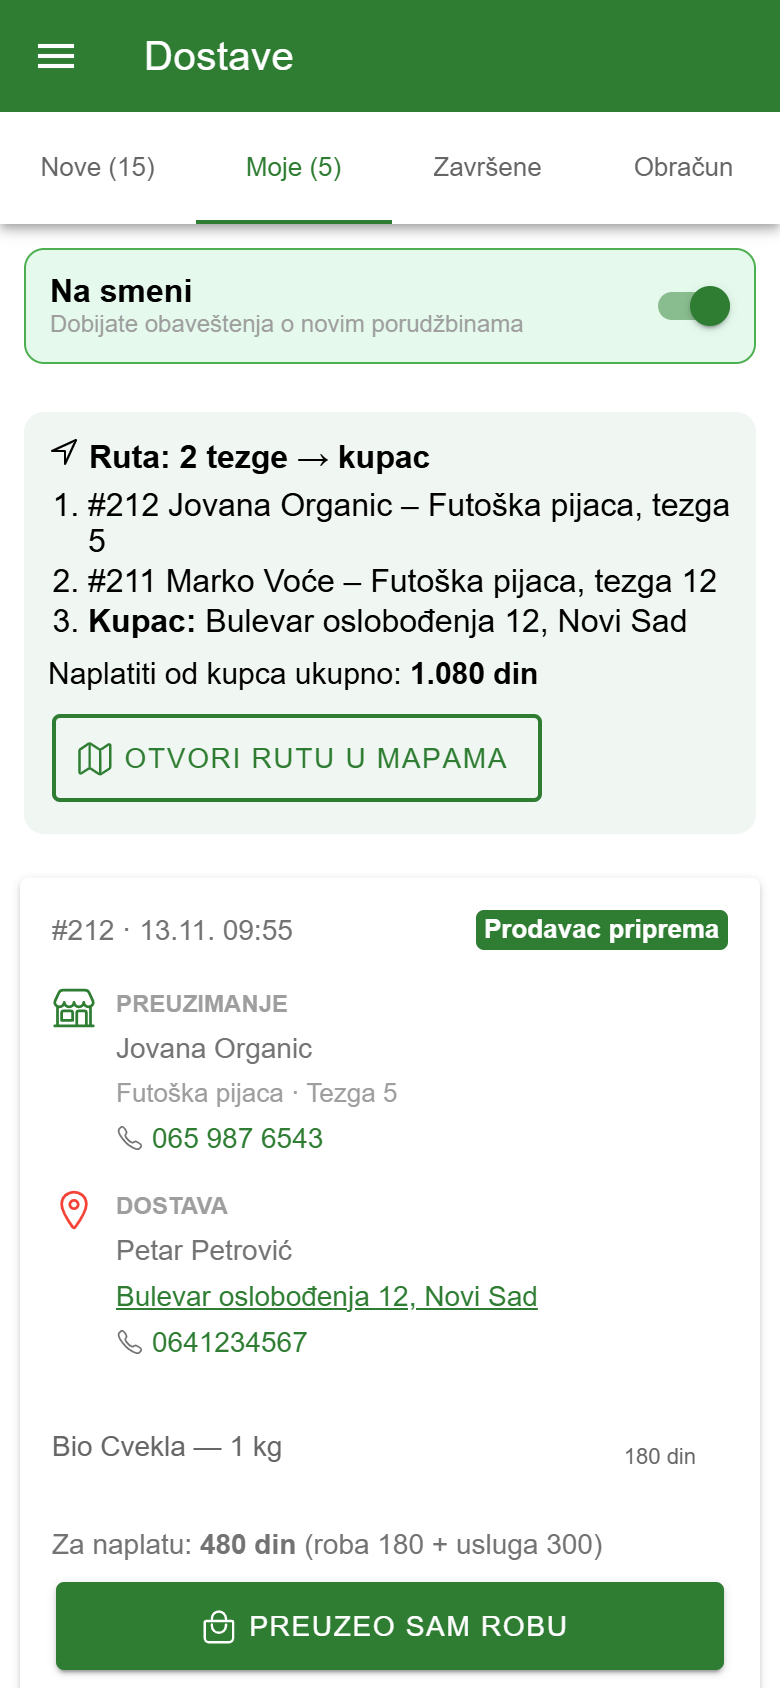 Dostave
Nove (15)
Moje (5)
Završene
Obračun
Na smeni
Dobijate obaveštenja o novim porudžbinama
Ruta: 2 tezge → kupac
1. #212 Jovana Organic – Futoška pijaca, tezga
5
2. #211 Marko Voće – Futoška pijaca, tezga 12
3. Kupac: Bulevar oslobođenja 12, Novi Sad
Naplatiti od kupca ukupno: 1.080 din
OTVORI RUTU U MAPAMA
#212 · 13.11. 09:55
Prodavac priprema
PREUZIMANJE
Jovana Organic
Futoška pijaca · Tezga 5
065 987 6543
DOSTAVA
Petar Petrović
Bulevar oslobođenja 12, Novi Sad
0641234567
Bio Cvekla — 1 kg
180 din
Za naplatu: 480 din (roba 180 + usluga 300)
PREUZEO SAM ROBU